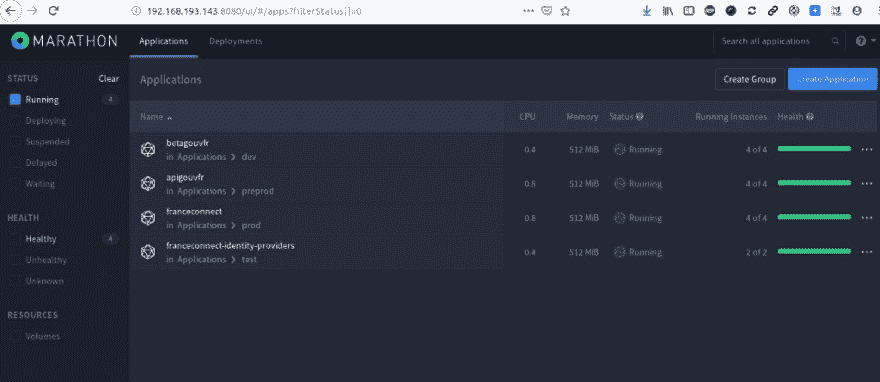 192.168.193.143:8080/ui/#/apps?filterStatus[]=0
MARATHON
Applications Deployments
Search all applications
STATUS Clear
Running 4
Deploying
Suspended
Delayed
Waiting
HEALTH
Healthy 4
Unhealthy
Unknown
RESOURCES
Volumes
Applications
Create Group Create Application
Name CPU Memory Status Running Instances Health
betagouvfr
in Applications > dev
0.4 512 MiB Running 4 of 4
apigouvfr
in Applications > preprod
0.8 512 MiB Running 4 of 4
franceconnect
in Applications > prod
0.8 512 MiB Running 4 of 4
franceconnect-identity-providers
in Applications > test
0.4 512 MiB Running 2 of 2